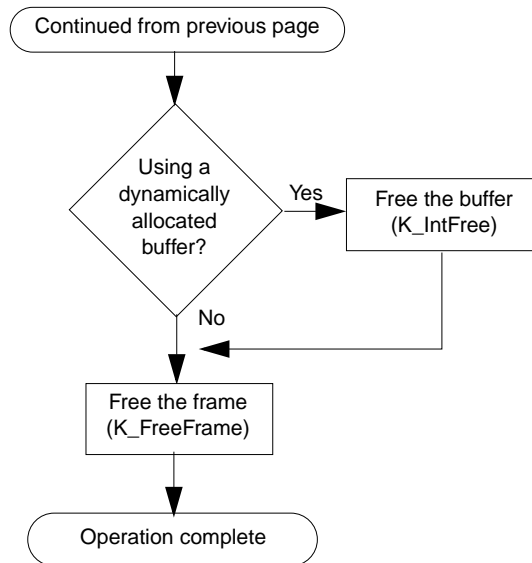 Continued from previous page
Using a
dynamically
allocated
buffer?
Yes
Free the buffer
(K_IntFree)
No
Free the frame
(K_FreeFrame)
Operation complete